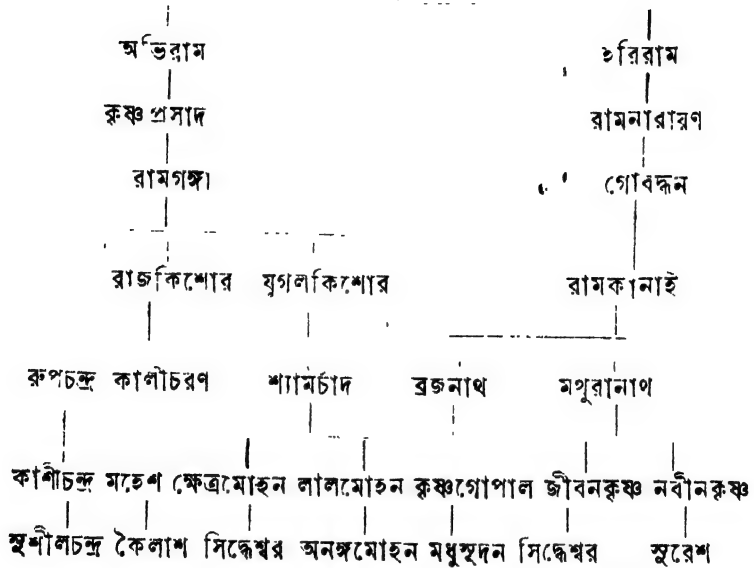 অভিরাম হরিরাম
কৃষ্ণপ্রসাদ রামনারায়ণ
রামগঙ্গা গোবর্দ্ধন
রাজকিশোর যুগলকিশোর রামকানাই
রুপচন্দ্র কালীচরণ শ্যামচাঁদ ব্রজনাথ মথুরানাথ
কাশীচন্দ্র মহেশ ক্ষেত্রমোহন লালমোহন কৃষ্ণগোপাল জীবনকৃষ্ণ নবীনকৃষ্ণ
সুশীলচন্দ্র কৈলাশ সিদ্ধেশ্বর অনঙ্গমোহন মধুসূদন সিদ্ধেশ্বর সুরেশ